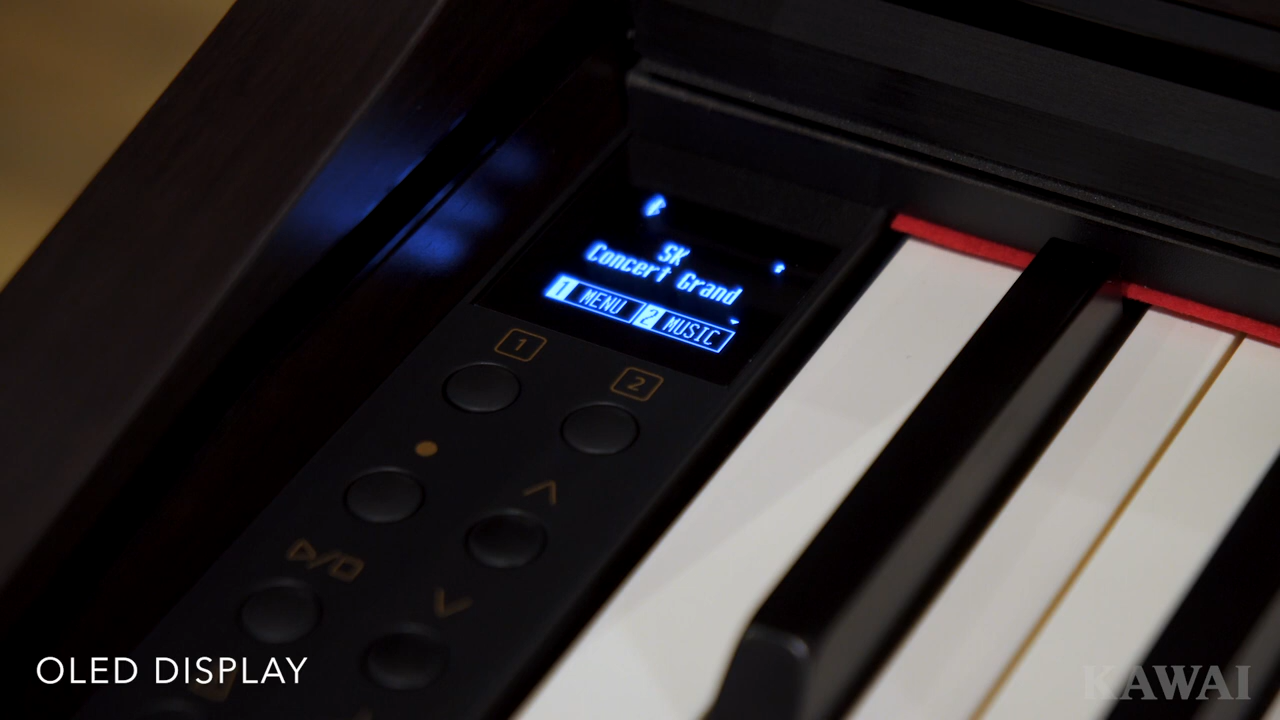 SK
Concert Grand
1 MENU 2 MUSIC
1
2
OLED DISPLAY
KAWAI